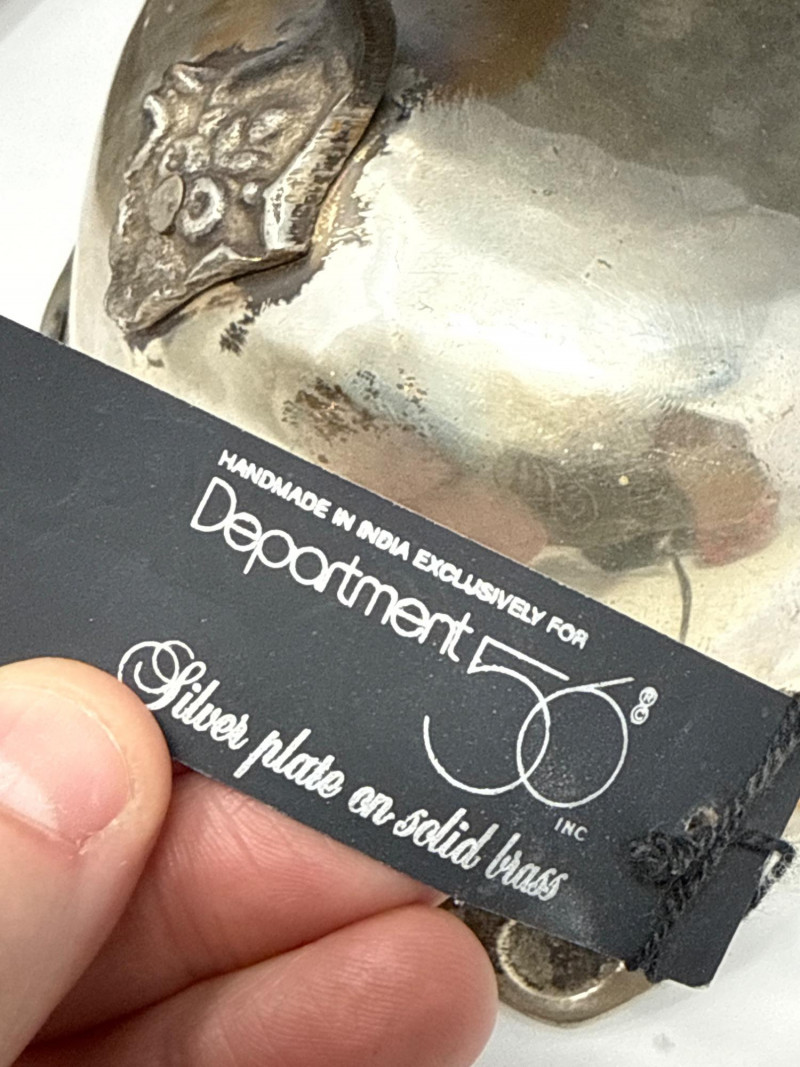 HANDMADE IN INDIA EXCLUSIVELY FOR
Department 56®©
INC
Silver plate on solid brass